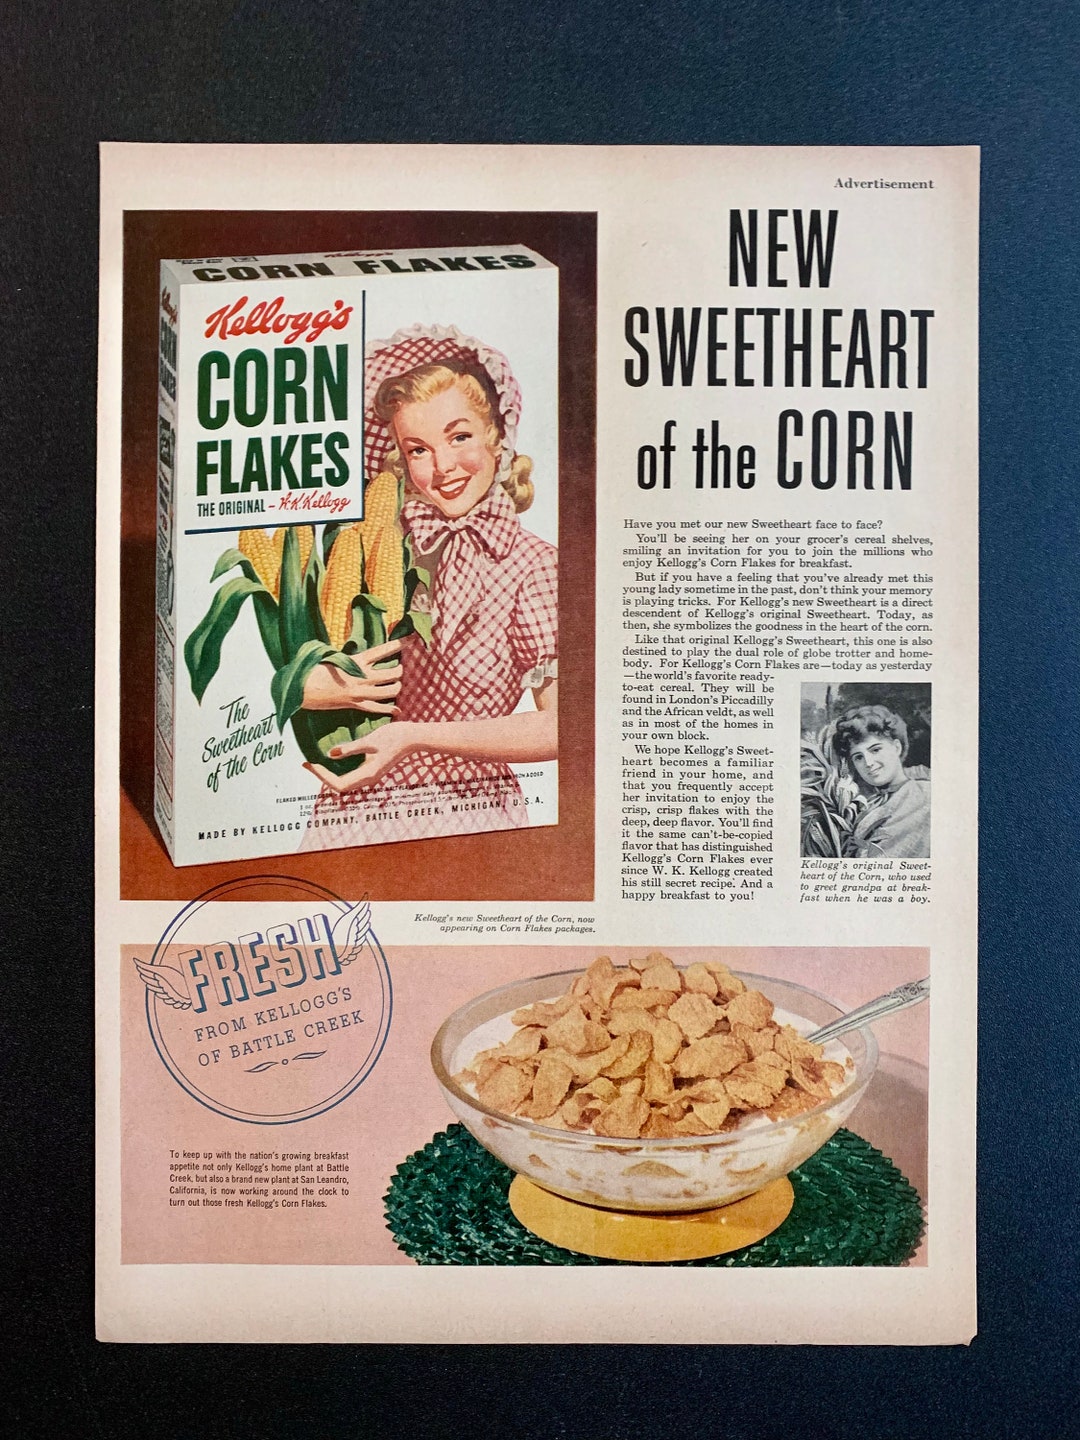 Advertisement
NEW
SWEETHEART
of the CORN
CORN FLAKES
Kellogg's
CORN
FLAKES
THE ORIGINAL – W.K. Kellogg
The
Sweetheart
of the Corn
MADE BY KELLOGG COMPANY, BATTLE CREEK, MICHIGAN, U.S.A.
Kellogg's new Sweetheart of the Corn, now
appearing on Corn Flakes packages.
Have you met our new Sweetheart face to face?
You'll be seeing her on your grocer's cereal shelves,
smiling an invitation for you to join the millions who
enjoy Kellogg's Corn Flakes for breakfast.
But if you have a feeling that you've already met this
young lady sometime in the past, don't think your memory
is playing tricks. For Kellogg's new Sweetheart is a direct
descendent of Kellogg's original Sweetheart. Today, as
then, she symbolizes the goodness in the heart of the corn.
Like that original Kellogg's Sweetheart, this one is also
destined to play the dual role of globe trotter and home-
body. For Kellogg's Corn Flakes are—today as yesterday
—the world's favorite ready-
to-eat cereal. They will be
found in London's Piccadilly
and the African veldt, as well
as in most of the homes in
your own block.
We hope Kellogg's Sweet-
heart becomes a familiar
friend in your home, and
that you frequently accept
her invitation to enjoy the
crisp, crisp flakes with the
deep, deep flavor. You'll find
it the same can't-be-copied
flavor that has distinguished
Kellogg's Corn Flakes ever
since W. K. Kellogg created
his still secret recipe. And a
happy breakfast to you!
Kellogg's original Sweet-
heart of the Corn, who used
to greet grandpa at break-
fast when he was a boy.
FRESH
FROM KELLOGG'S
OF BATTLE CREEK
To keep up with the nation's growing breakfast
appetite not only Kellogg's home plant at Battle
Creek, but also a brand new plant at San Leandro,
California, is now working around the clock to
turn out those fresh Kellogg's Corn Flakes.